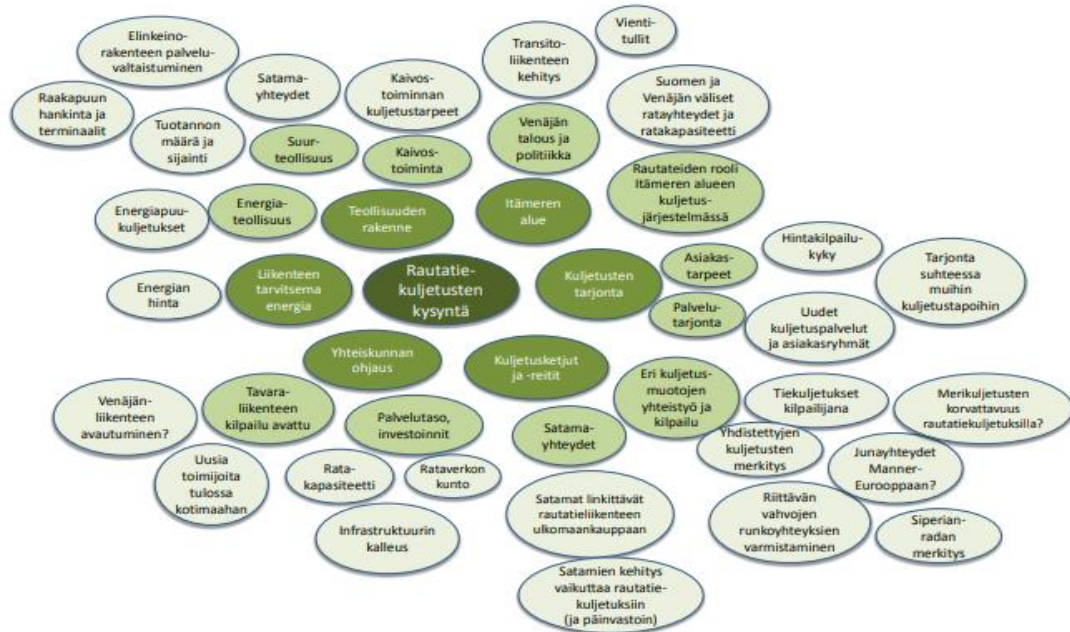 Elinkeino-
rakenteen palvelu-
valtaistuminen
Satama-
yhteydet
Kaivos-
toiminnan
kuljetustarpeet
Transito-
liikenteen
kehitys
Vienti-
tullit
Raakapuun
hankinta ja
terminaalit
Tuotannon
määrä ja
sijainti
Suur-
teollisuus
Kaivos-
toiminta
Venäjän
talous ja
politiikka
Suomen ja
Venäjän väliset
ratayhteydet ja
ratakapasiteetti
Energiapuu-
kuljetukset
Energia-
teollisuus
Teollisuuden
rakenne
Itämeren
alue
Rautateiden rooli
Itämeren alueen
kuljetus-
järjestelmässä
Energian
hinta
Liikenteen
tarvitsema
energia
Rautatie-
kuljetusten
kysyntä
Kuljetusten
tarjonta
Asiakas-
tarpeet
Palvelu-
tarjonta
Hintakilpailu-
kyky
Uudet
kuljetuspalvelut
ja asiakasryhmät
Tarjonta
suhteessa
muihin
kuljetustapoihin
Yhteiskunnan
ohjaus
Kuljetusketjut
ja -reitit
Venäjän-
liikenteen
avautuminen?
Tavara-
liikenteen
kilpailu avattu
Palvelutaso,
investoinnit
Satama-
yhteydet
Eri kuljetus-
muotojen
yhteistyö ja
kilpailu
Tiekuljetukset
kilpailijana
Merikuljetusten
korvattavuus
rautatiekuljetuksilla?
Uusia
toimijoita
tulossa
kotimaahan
Rata-
kapasiteetti
Rataverkon
kunto
Yhdistettyjen
kuljetusten
merkitys
Junayhteydet
Manner-
Eurooppaan?
Infrastruktuurin
kalleus
Satamat linkittävät
rautatieliikenteen
ulkomaankauppaan
Riittävän
vahvojen
runkoyhteyksien
varmistaminen
Siperian-
radan
merkitys
Satamien kehitys
vaikuttaa rautatie-
kuljetuksiin
(ja päinvastoin)